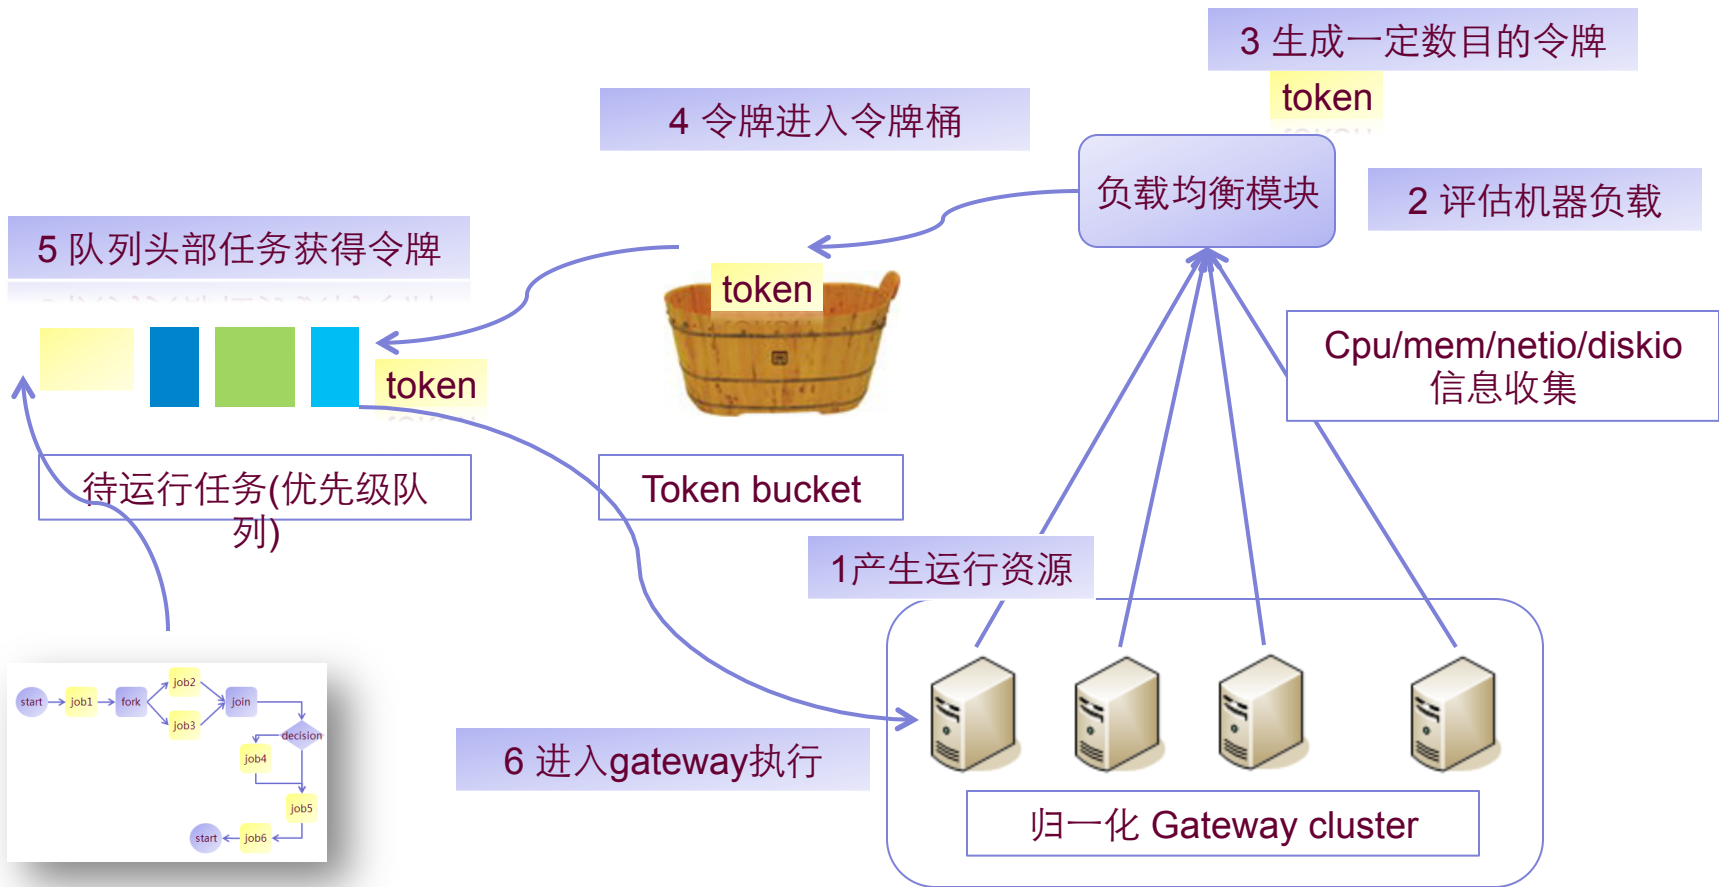 3 生成一定数目的令牌
token
4 令牌进入令牌桶
负载均衡模块
2 评估机器负载
5 队列头部任务获得令牌
token
token
Cpu/mem/netio/diskio
信息收集
待运行任务(优先级队
列)
Token bucket
1产生运行资源
start
job1
fork
job2
job3
join
decision
job4
job5
job6
start
6 进入gateway执行
归一化 Gateway cluster